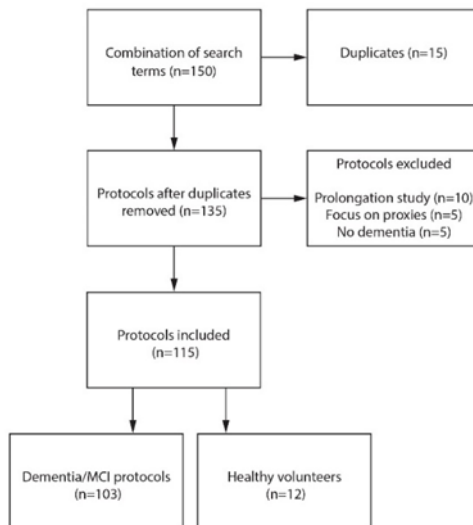 Combination of search
terms (n=150)
Duplicates (n=15)
Protocols after duplicates
removed (n=135)
Protocols excluded
Prolongation study (n=10)
Focus on proxies (n=5)
No dementia (n=5)
Protocols included
(n=115)
Dementia/MCI protocols
(n=103)
Healthy volunteers
(n=12)